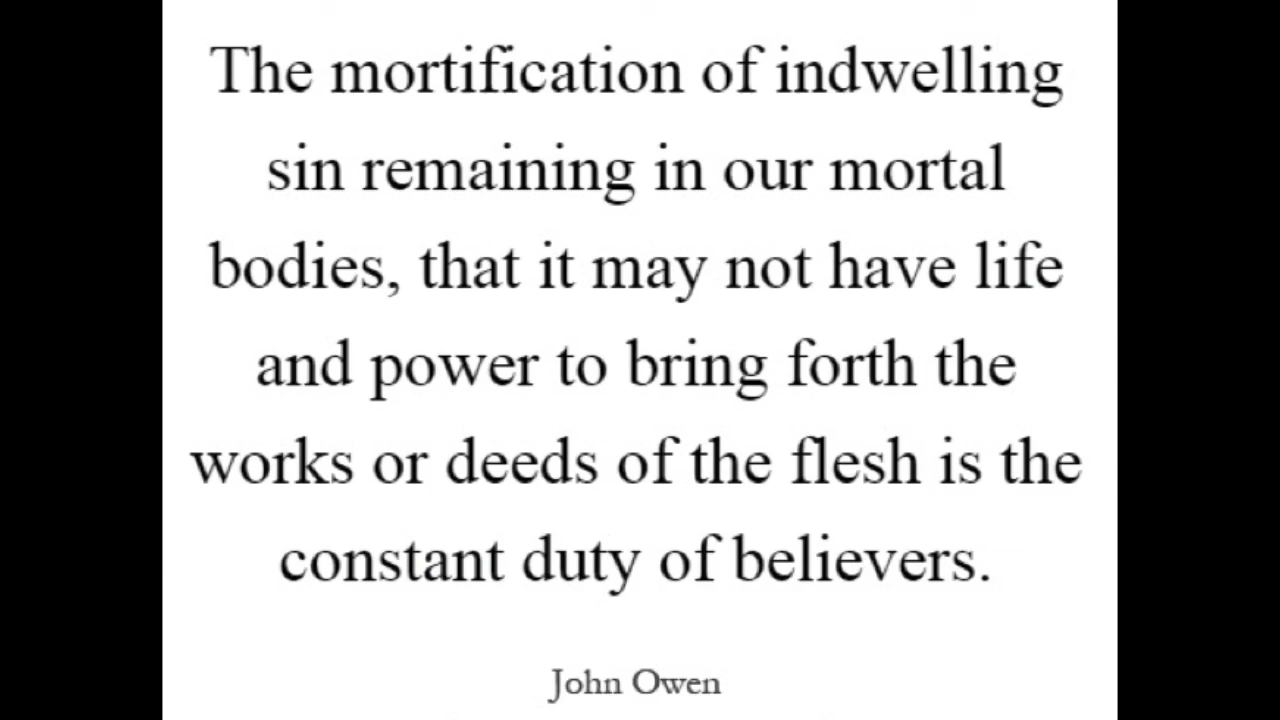 The mortification of indwelling
sin remaining in our mortal
bodies, that it may not have life
and power to bring forth the
works or deeds of the flesh is the
constant duty of believers.
John Owen